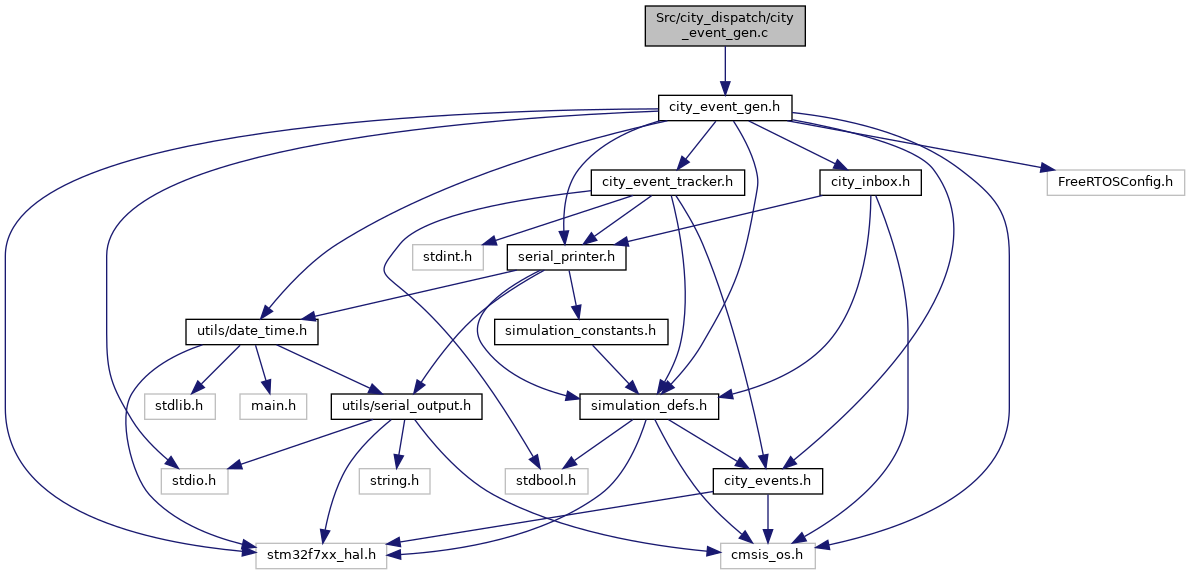 Src/city_dispatch/city
_event_gen.c
city_event_gen.h
city_event_tracker.h
city_inbox.h
FreeRTOSConfig.h
stdint.h
serial_printer.h
utils/date_time.h
simulation_constants.h
stdlib.h
main.h
utils/serial_output.h
simulation_defs.h
stdio.h
string.h
stdbool.h
city_events.h
stm32f7xx_hal.h
cmsis_os.h